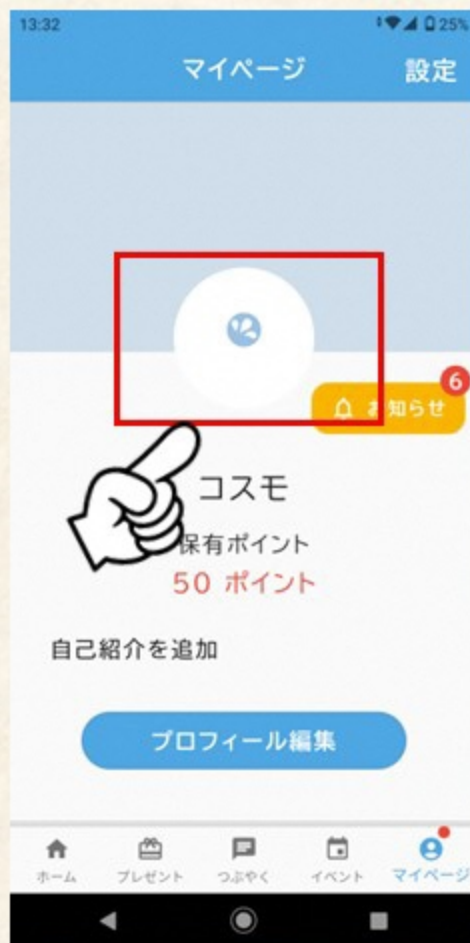 13:32
25%
マイページ
設定
6
お知らせ
コスモ
保有ポイント
50 ポイント
自己紹介を追加
プロフィール編集
ホーム
プレゼント
つぶやく
イベント
マイページ